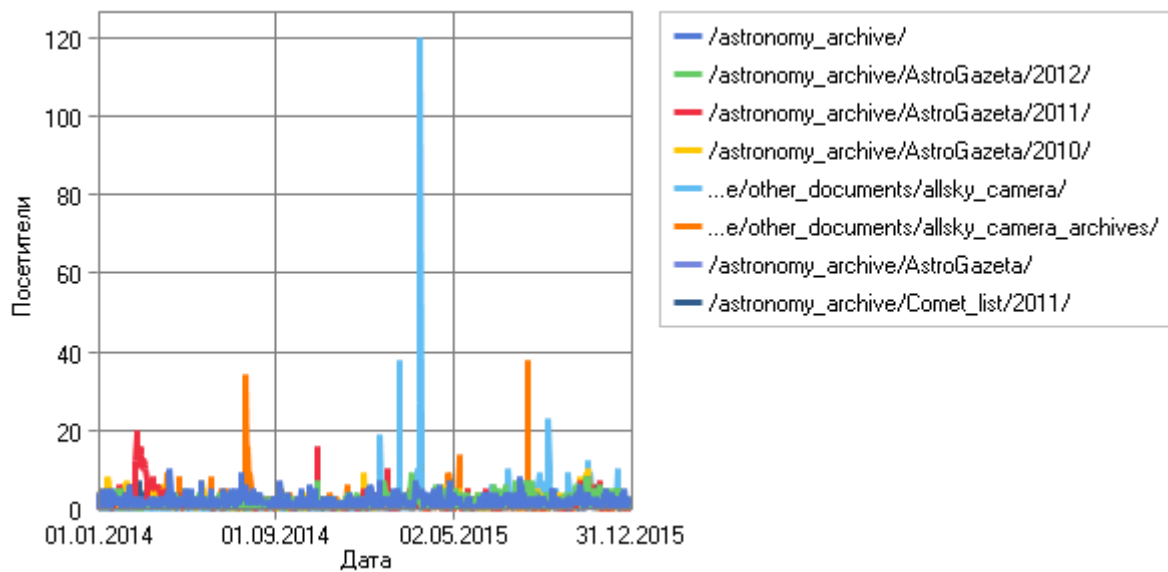 120
100
80
60
40
20
0
Посетители
01.01.2014
01.09.2014
02.05.2015
31.12.2015
Дата
/astronomy_archive/
/astronomy_archive/AstroGazeta/2012/
/astronomy_archive/AstroGazeta/2011/
/astronomy_archive/AstroGazeta/2010/
...e/other_documents/allsky_camera/
...e/other_documents/allsky_camera_archives/
/astronomy_archive/AstroGazeta/
/astronomy_archive/Comet_list/2011/